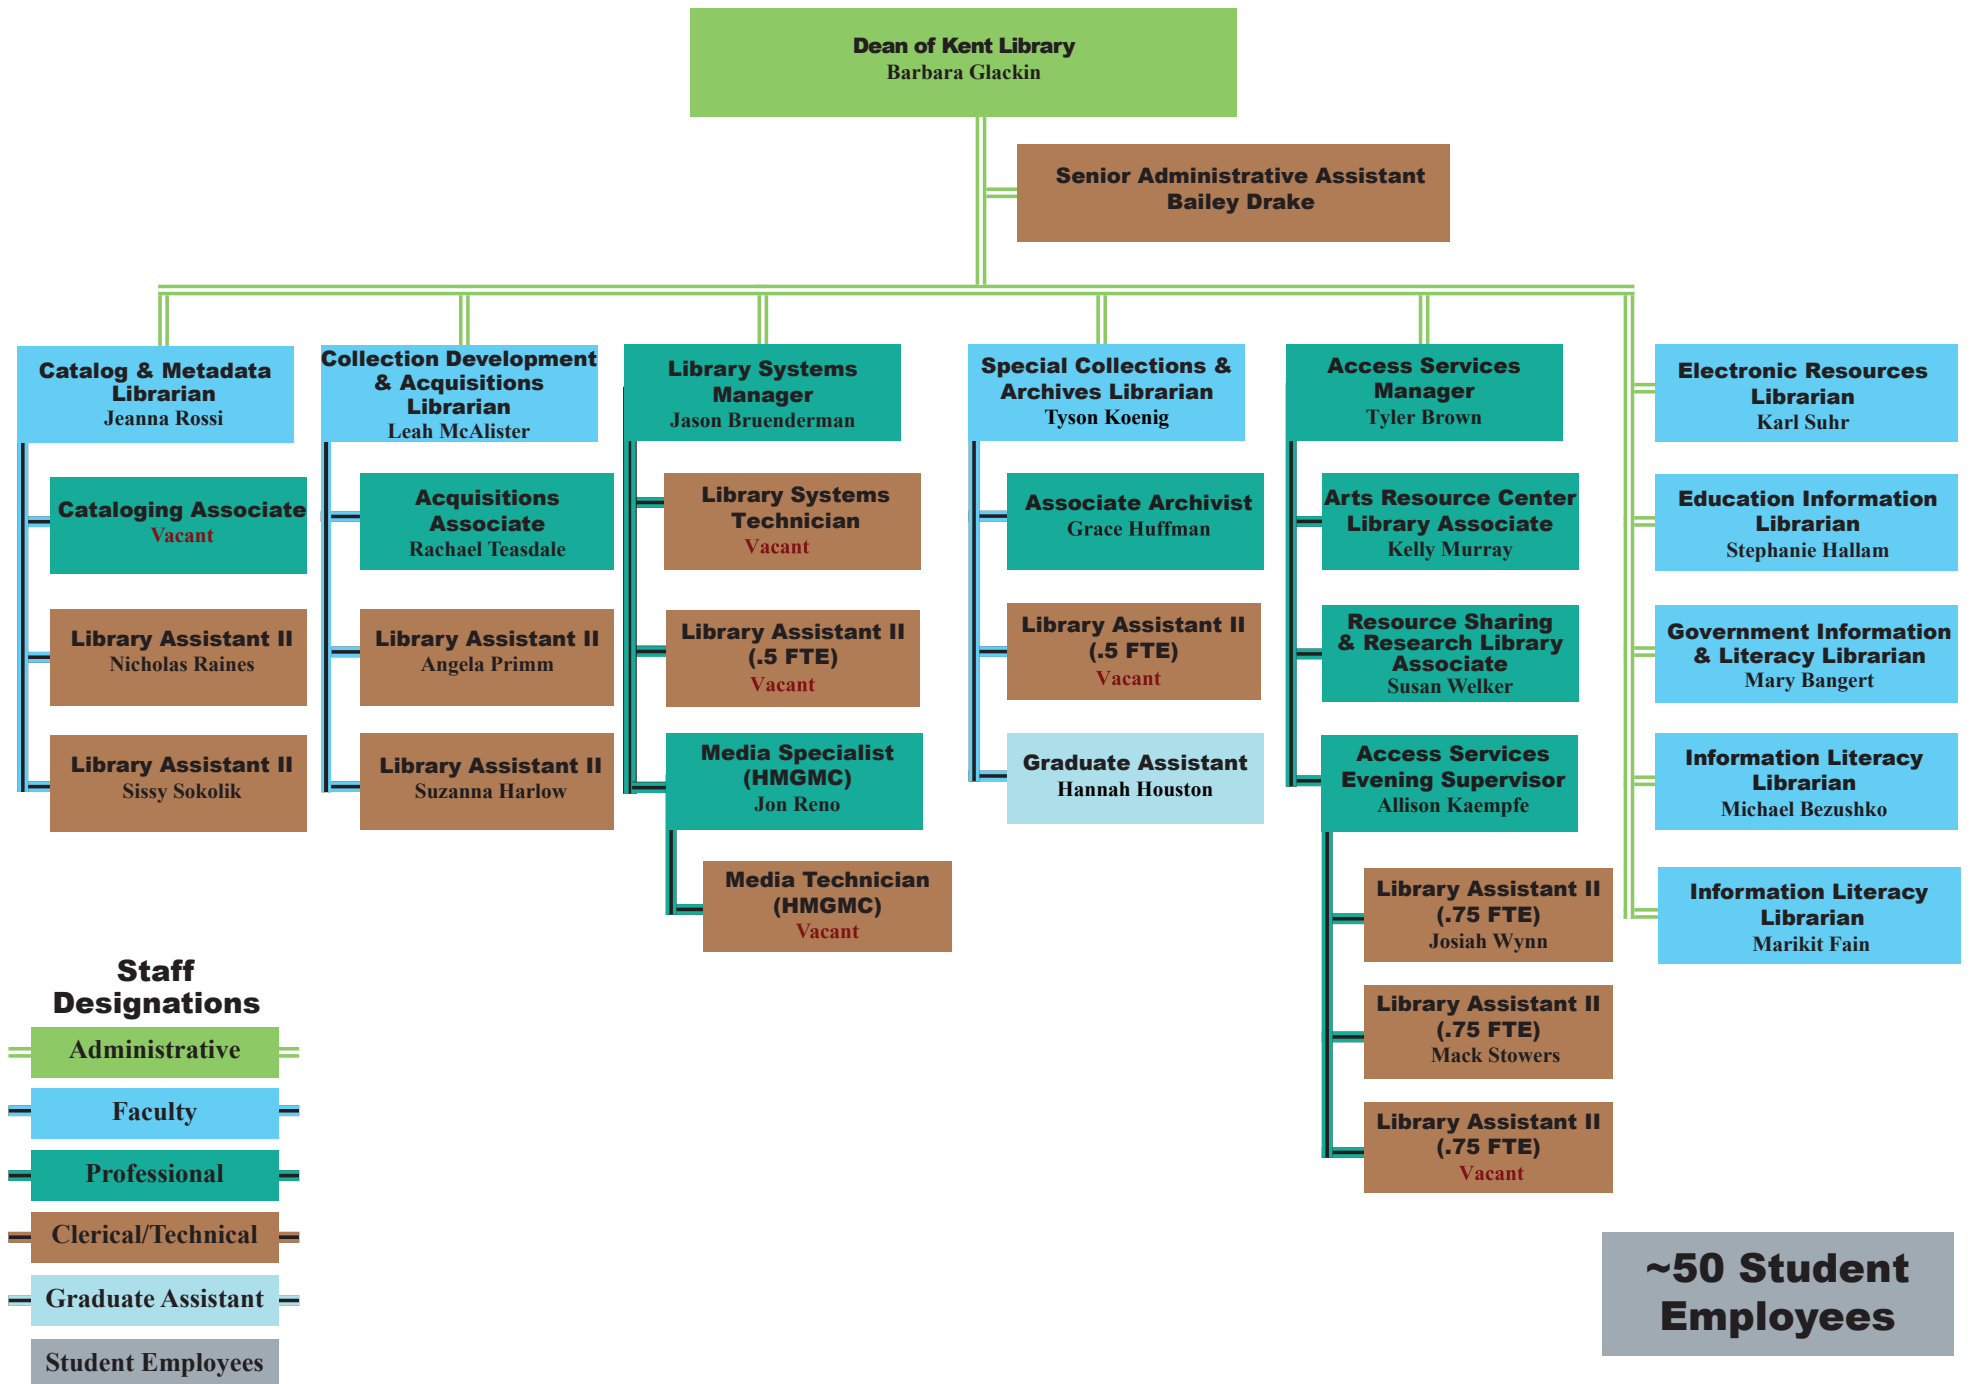 Dean of Kent Library
Barbara Glackin
Senior Administrative Assistant
Bailey Drake
Catalog & Metadata
Librarian
Jeanna Rossi
Cataloging Associate
Vacant
Library Assistant II
Nicholas Raines
Library Assistant II
Sissy Sokolik
Collection Development
& Acquisitions
Librarian
Leah McAlister
Acquisitions
Associate
Rachael Teasdale
Library Assistant II
Angela Primm
Library Assistant II
Suzanna Harlow
Library Systems
Manager
Jason Bruenderman
Library Systems
Technician
Vacant
Library Assistant II
(.5 FTE)
Vacant
Media Specialist
(HMGMC)
Jon Reno
Media Technician
(HMGMC)
Vacant
Special Collections &
Archives Librarian
Tyson Koenig
Associate Archivist
Grace Huffman
Library Assistant II
(.5 FTE)
Vacant
Graduate Assistant
Hannah Houston
Access Services
Manager
Tyler Brown
Arts Resource Center
Library Associate
Kelly Murray
Resource Sharing
& Research Library
Associate
Susan Welker
Access Services
Evening Supervisor
Allison Kaempfe
Library Assistant II
(.75 FTE)
Josiah Wynn
Library Assistant II
(.75 FTE)
Mack Stowers
Library Assistant II
(.75 FTE)
Vacant
Electronic Resources
Librarian
Karl Suhr
Education Information
Librarian
Stephanie Hallam
Government Information
& Literacy Librarian
Mary Bangert
Information Literacy
Librarian
Michael Bezushko
Information Literacy
Librarian
Marikit Fain
Staff
Designations
Administrative
Faculty
Professional
Clerical/Technical
Graduate Assistant
Student Employees
~50 Student
Employees